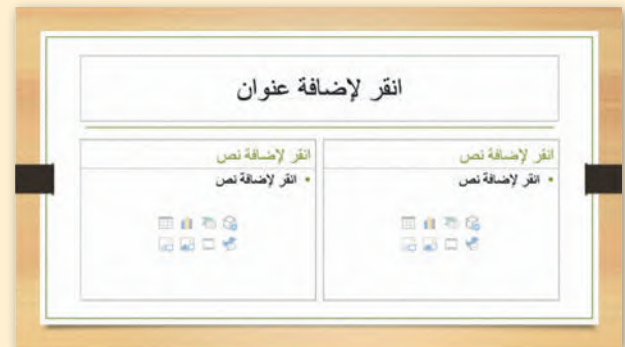 انقر لإضافة عنوان
انقر لإضافة نص
• انقر لإضافة نص
انقر لإضافة نص
• انقر لإضافة نص